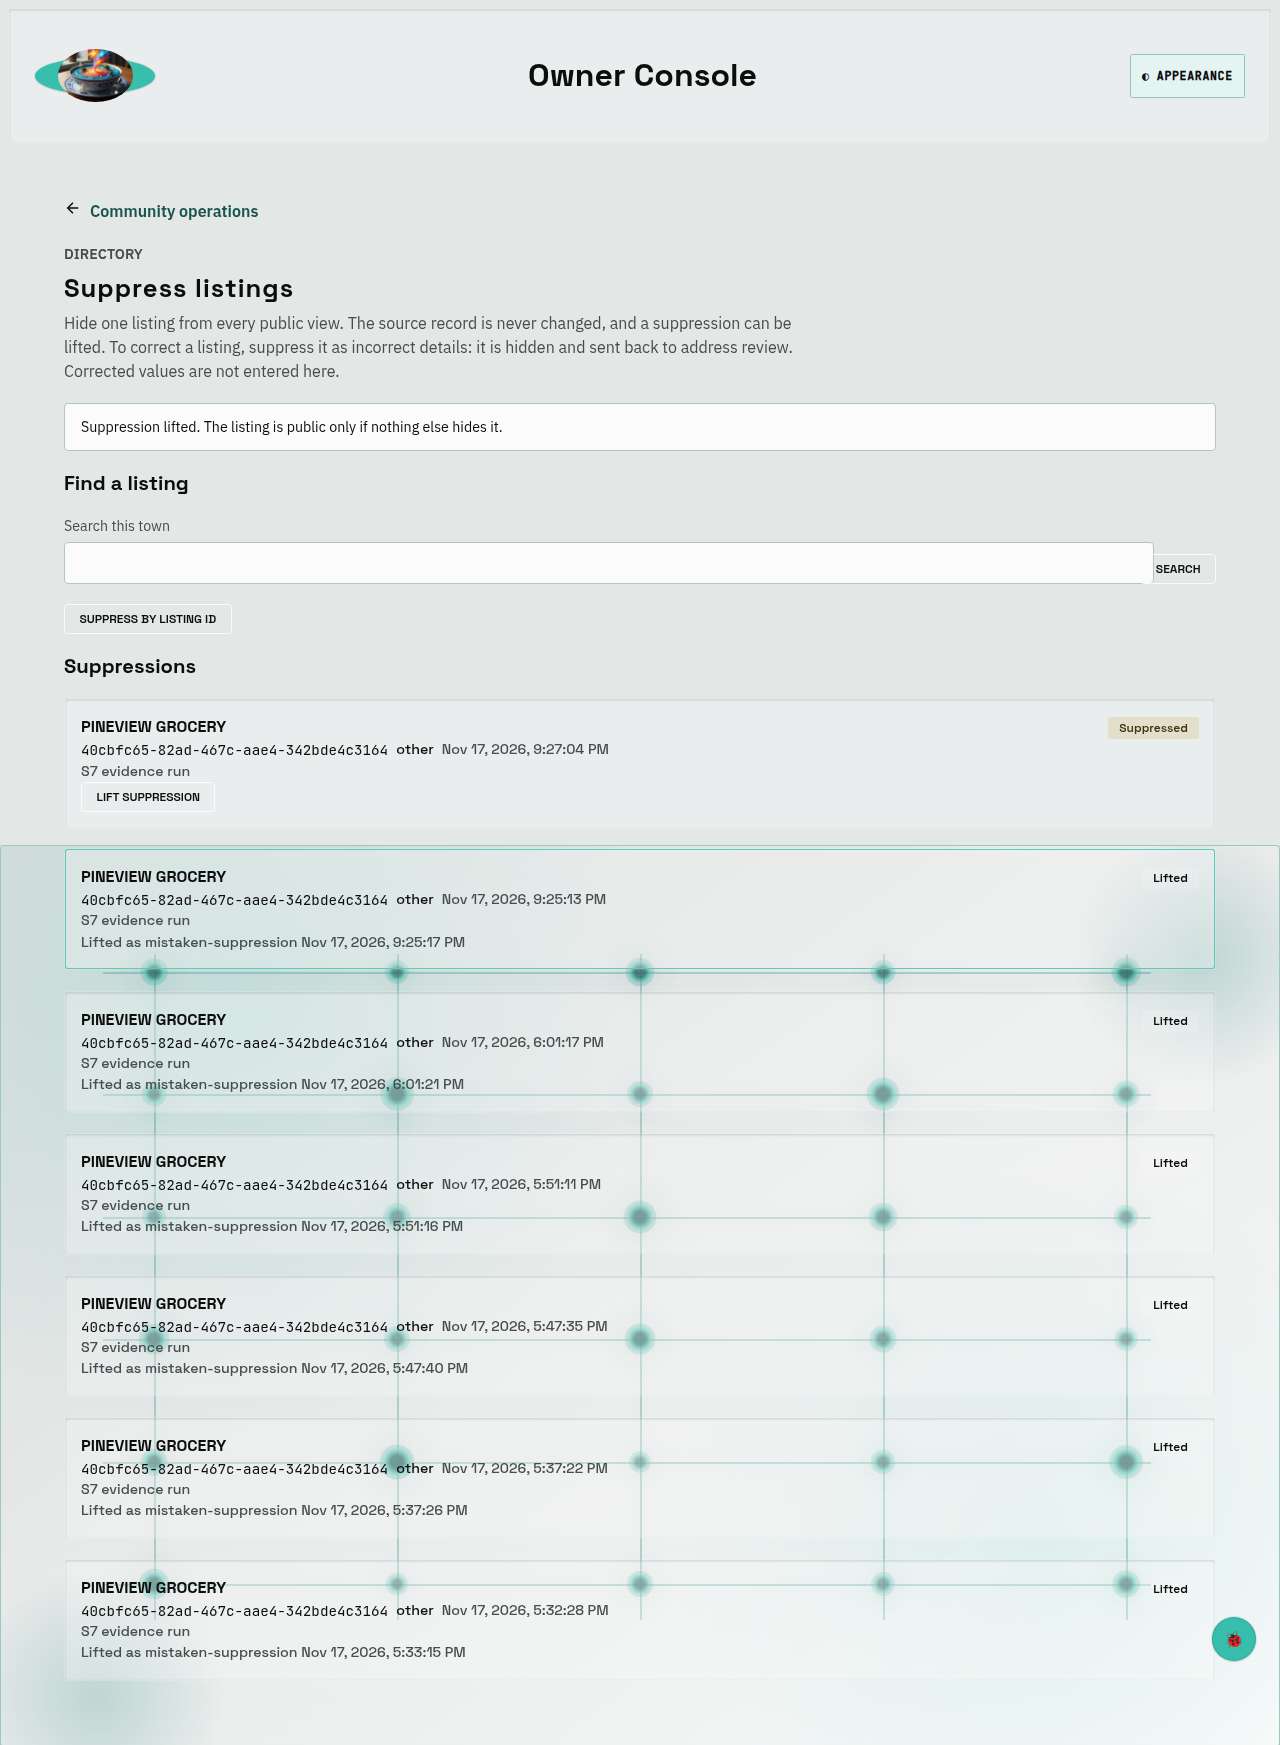 Owner Console
◐ APPEARANCE
← Community operations
DIRECTORY
Suppress listings
Hide one listing from every public view. The source record is never changed, and a suppression can be
lifted. To correct a listing, suppress it as incorrect details: it is hidden and sent back to address review.
Corrected values are not entered here.
Suppression lifted. The listing is public only if nothing else hides it.
Find a listing
Search this town
SEARCH
SUPPRESS BY LISTING ID
Suppressions
PINEVIEW GROCERY
Suppressed
40cbfc65-82ad-467c-aae4-342bde4c3164 other Nov 17, 2026, 9:27:04 PM
S7 evidence run
LIFT SUPPRESSION
PINEVIEW GROCERY
Lifted
40cbfc65-82ad-467c-aae4-342bde4c3164 other Nov 17, 2026, 9:25:13 PM
S7 evidence run
Lifted as mistaken-suppression Nov 17, 2026, 9:25:17 PM
PINEVIEW GROCERY
Lifted
40cbfc65-82ad-467c-aae4-342bde4c3164 other Nov 17, 2026, 6:01:17 PM
S7 evidence run
Lifted as mistaken-suppression Nov 17, 2026, 6:01:21 PM
PINEVIEW GROCERY
Lifted
40cbfc65-82ad-467c-aae4-342bde4c3164 other Nov 17, 2026, 5:51:11 PM
S7 evidence run
Lifted as mistaken-suppression Nov 17, 2026, 5:51:16 PM
PINEVIEW GROCERY
Lifted
40cbfc65-82ad-467c-aae4-342bde4c3164 other Nov 17, 2026, 5:47:35 PM
S7 evidence run
Lifted as mistaken-suppression Nov 17, 2026, 5:47:40 PM
PINEVIEW GROCERY
Lifted
40cbfc65-82ad-467c-aae4-342bde4c3164 other Nov 17, 2026, 5:37:22 PM
S7 evidence run
Lifted as mistaken-suppression Nov 17, 2026, 5:37:26 PM
PINEVIEW GROCERY
Lifted
40cbfc65-82ad-467c-aae4-342bde4c3164 other Nov 17, 2026, 5:32:28 PM
S7 evidence run
Lifted as mistaken-suppression Nov 17, 2026, 5:33:15 PM